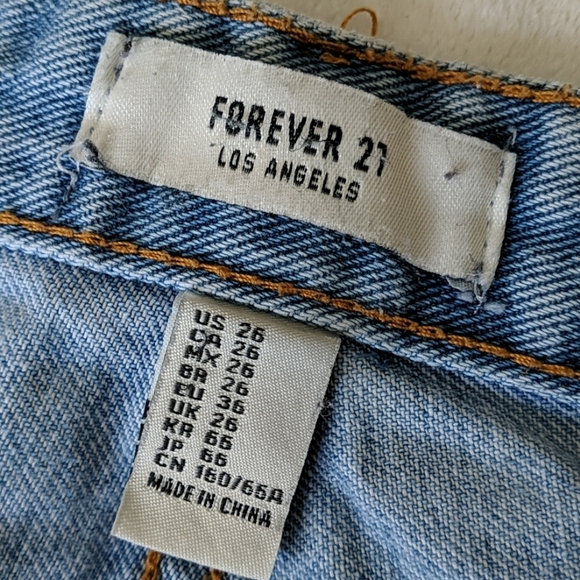 FOREVER 21
LOS ANGELES
US 26
CA 26
MX 26
BR 26
EU 36
UK 26
KR 66
JP 66
CN 160/66A
MADE IN CHINA